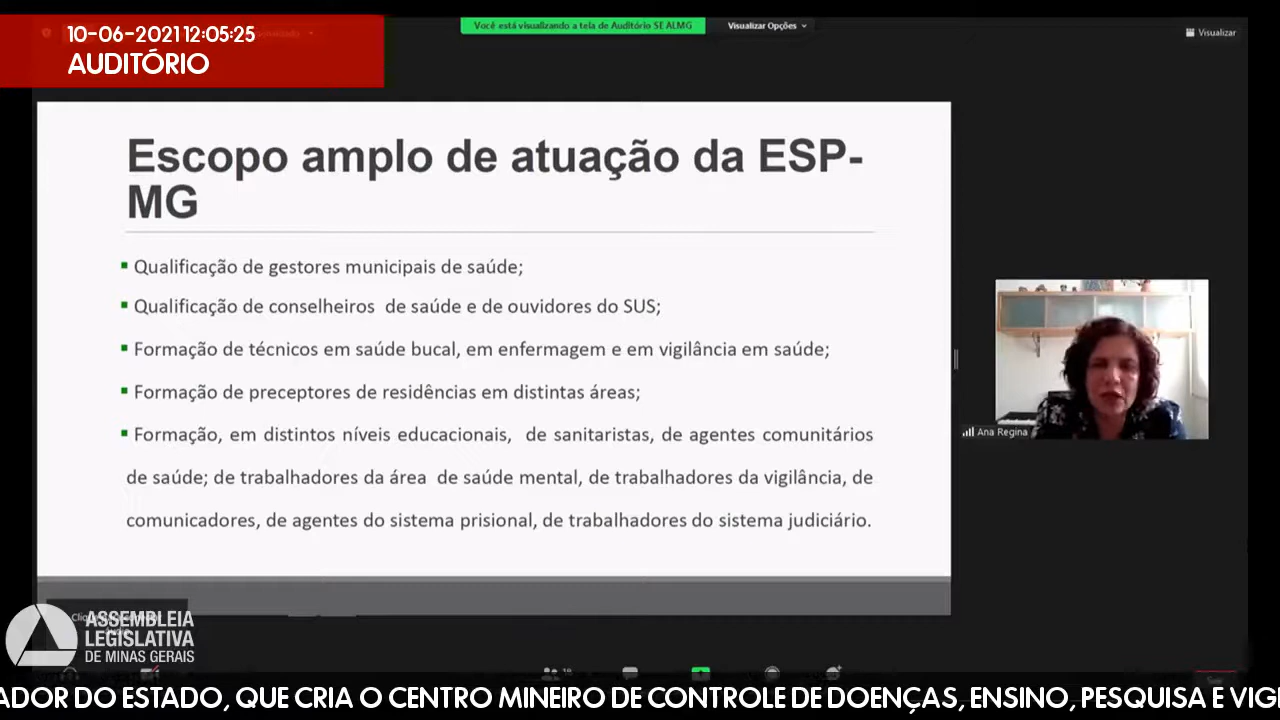 10-06-2021 12:05:25
AUDITÓRIO
Você está visualizando a tela de Auditório SE ALMG
Visualizar Opções
Visualizar
Escopo amplo de atuação da ESP-
MG
Qualificação de gestores municipais de saúde;
Qualificação de conselheiros de saúde e de ouvidores do SUS;
Formação de técnicos em saúde bucal, em enfermagem e em vigilância em saúde;
Formação de preceptores de residências em distintas áreas;
Formação, em distintos níveis educacionais, de sanitaristas, de agentes comunitários
de saúde; de trabalhadores da área de saúde mental, de trabalhadores da vigilância, de
comunicadores, de agentes do sistema prisional, de trabalhadores do sistema judiciário.
Ana Regina
ASSEMBLEIA
LEGISLATIVA
DE MINAS GERAIS
ADOR DO ESTADO, QUE CRIA O CENTRO MINEIRO DE CONTROLE DE DOENÇAS, ENSINO, PESQUISA E VIG